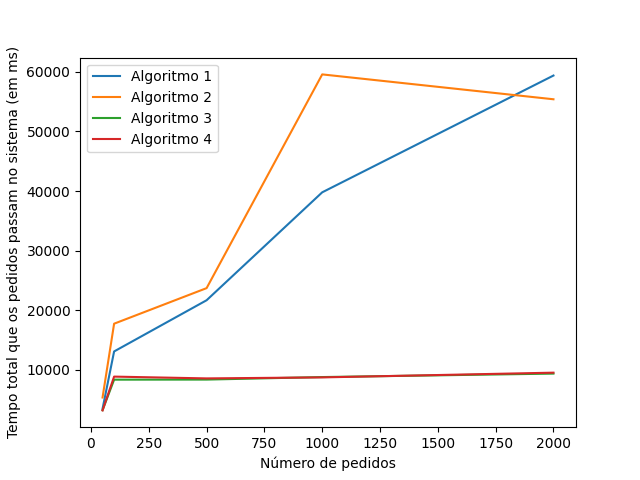 Tempo total que os pedidos passam no sistema (em ms)
60000
50000
40000
30000
20000
10000
Algoritmo 1
Algoritmo 2
Algoritmo 3
Algoritmo 4
0 250 500 750 1000 1250 1500 1750 2000
Número de pedidos